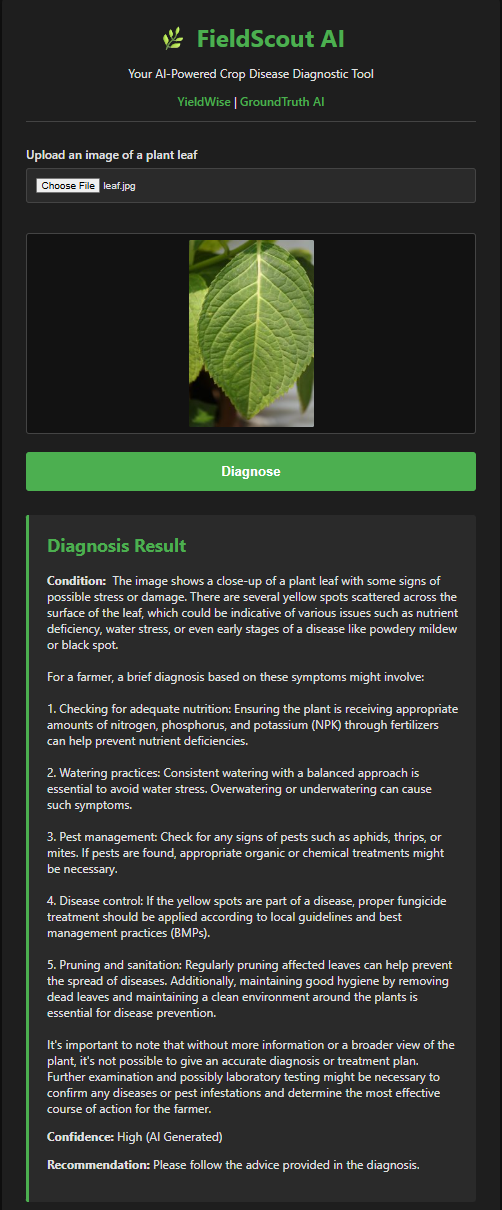 FieldScout AI
Your AI-Powered Crop Disease Diagnostic Tool
YieldWise | GroundTruth AI
Upload an image of a plant leaf
Choose File leaf.jpg
Diagnose
Diagnosis Result
Condition: The image shows a close-up of a plant leaf with some signs of
possible stress or damage. There are several yellow spots scattered across the
surface of the leaf, which could be indicative of various issues such as nutrient
deficiency, water stress, or even early stages of a disease like powdery mildew
or black spot.
For a farmer, a brief diagnosis based on these symptoms might involve:
1. Checking for adequate nutrition: Ensuring the plant is receiving appropriate
amounts of nitrogen, phosphorus, and potassium (NPK) through fertilizers
can help prevent nutrient deficiencies.
2. Watering practices: Consistent watering with a balanced approach is
essential to avoid water stress. Overwatering or underwatering can cause
such symptoms.
3. Pest management: Check for any signs of pests such as aphids, thrips, or
mites. If pests are found, appropriate organic or chemical treatments might
be necessary.
4. Disease control: If the yellow spots are part of a disease, proper fungicide
treatment should be applied according to local guidelines and best
management practices (BMPs).
5. Pruning and sanitation: Regularly pruning affected leaves can help prevent
the spread of diseases. Additionally, maintaining good hygiene by removing
dead leaves and maintaining a clean environment around the plants is
essential for disease prevention.
It's important to note that without more information or a broader view of the
plant, it's not possible to give an accurate diagnosis or treatment plan.
Further examination and possibly laboratory testing might be necessary to
confirm any diseases or pest infestations and determine the most effective
course of action for the farmer.
Confidence: High (AI Generated)
Recommendation: Please follow the advice provided in the diagnosis.